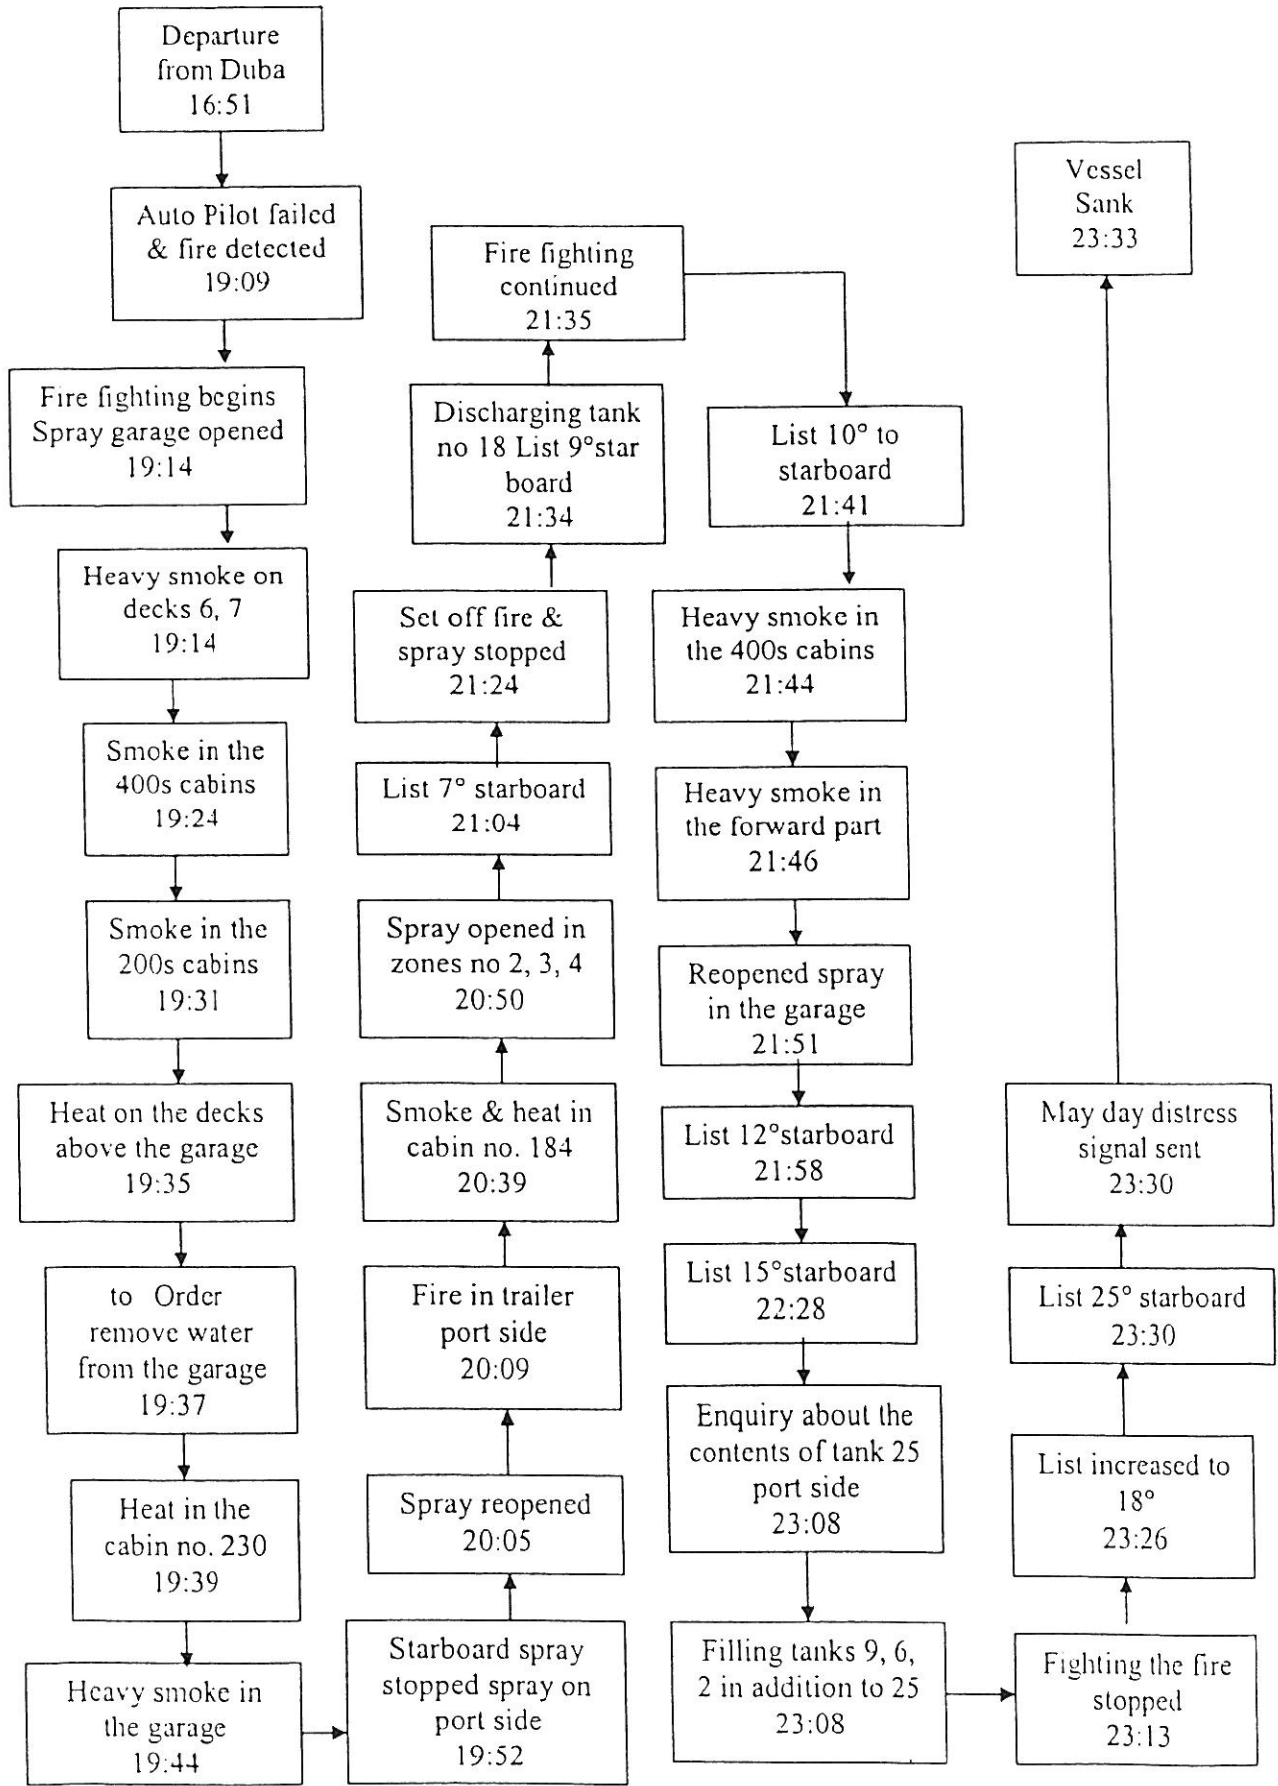 Departure
from Duba
16:51
Auto Pilot failed
& fire detected
19:09
Fire fighting begins
Spray garage opened
19:14
Heavy smoke on
decks 6, 7
19:14
Smoke in the
400s cabins
19:24
Smoke in the
200s cabins
19:31
Heat on the decks
above the garage
19:35
to Order
remove water
from the garage
19:37
Heat in the
cabin no. 230
19:39
Heavy smoke in
the garage
19:44
Starboard spray
stopped spray on
port side
19:52
Spray reopened
20:05
Fire in trailer
port side
20:09
Smoke & heat in
cabin no. 184
20:39
Spray opened in
zones no 2, 3, 4
20:50
List 7° starboard
21:04
Set off fire &
spray stopped
21:24
Discharging tank
no 18 List 9°star
board
21:34
Fire fighting
continued
21:35
List 10° to
starboard
21:41
Heavy smoke in
the 400s cabins
21:44
Heavy smoke in
the forward part
21:46
Reopened spray
in the garage
21:51
List 12°starboard
21:58
List 15°starboard
22:28
Enquiry about the
contents of tank 25
port side
23:08
Filling tanks 9, 6,
2 in addition to 25
23:08
Fighting the fire
stopped
23:13
List increased to
18°
23:26
List 25° starboard
23:30
May day distress
signal sent
23:30
Vessel
Sank
23:33